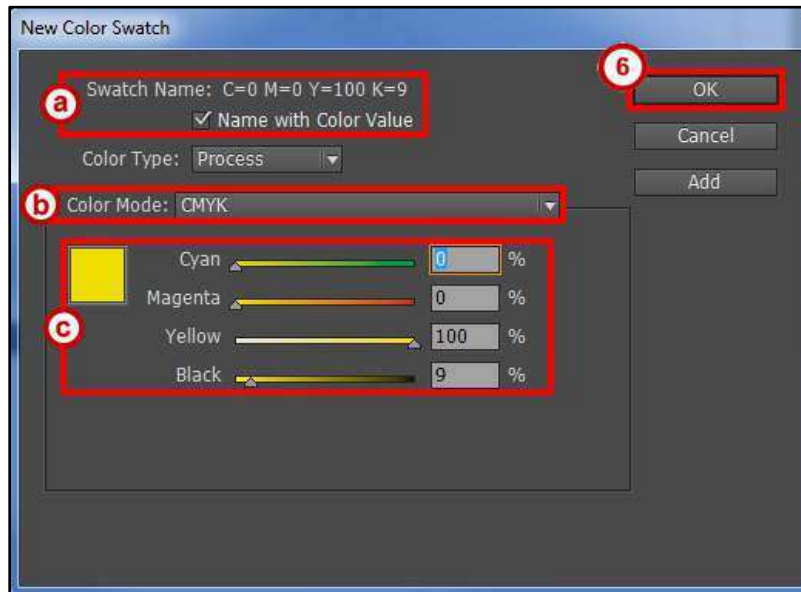 New Color Swatch
6
a
Swatch Name: C=0 M=0 Y=100 K=9
OK
Name with Color Value
Cancel
Color Type: Process
Add
b
Color Mode: CMYK
c
Cyan 0 %
Magenta 0 %
Yellow 100 %
Black 9 %